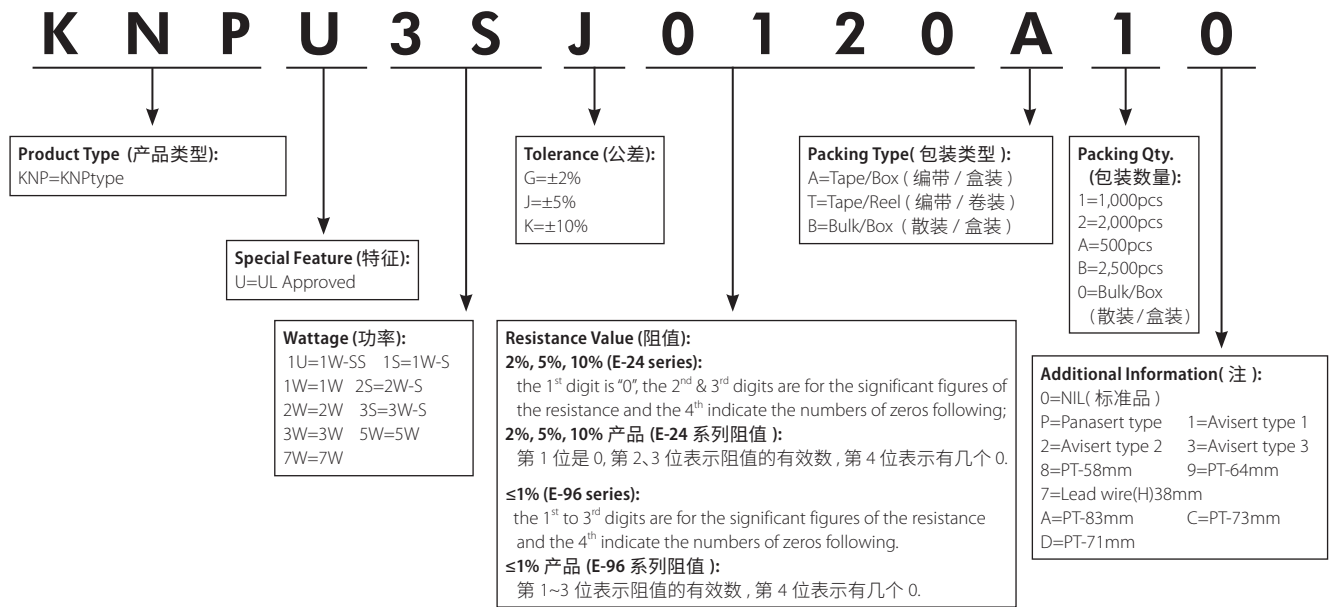 K N P U 3 S J 0 1 2 0 A 1 0
Product Type (产品类型):
KNP=KNPtype
Special Feature (特征):
U=UL Approved
Wattage (功率):
1U=1W-SS 1S=1W-S
1W=1W 2S=2W-S
2W=2W 3S=3W-S
3W=3W 5W=5W
7W=7W
Tolerance (公差):
G=±2%
J=±5%
K=±10%
Resistance Value (阻值):
2%, 5%, 10% (E-24 series):
the 1st digit is "0", the 2nd & 3rd digits are for the significant figures of
the resistance and the 4th indicate the numbers of zeros following;
2%, 5%, 10% 产品 (E-24 系列阻值 ):
第 1 位是 0, 第 2、3 位表示阻值的有效数 , 第 4 位表示有几个 0.
≤1% (E-96 series):
the 1st to 3rd digits are for the significant figures of the resistance
and the 4th indicate the numbers of zeros following.
≤1% 产品 (E-96 系列阻值 ):
第 1~3 位表示阻值的有效数 , 第 4 位表示有几个 0.
Packing Type( 包装类型 ):
A=Tape/Box ( 编带 / 盒装 )
T=Tape/Reel ( 编带 / 卷装 )
B=Bulk/Box ( 散装 / 盒装 )
Packing Qty.
(包装数量):
1=1,000pcs
2=2,000pcs
A=500pcs
B=2,500pcs
0=Bulk/Box
(散装/盒装)
Additional Information( 注 ):
0=NIL( 标准品 )
P=Panasert type 1=Avisert type 1
2=Avisert type 2 3=Avisert type 3
8=PT-58mm 9=PT-64mm
7=Lead wire(H)38mm
A=PT-83mm C=PT-73mm
D=PT-71mm